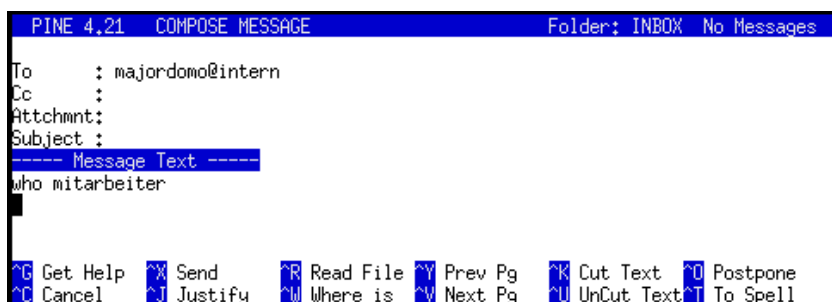 PINE 4.21 COMPOSE MESSAGE Folder: INBOX No Messages
To : majordomo@intern
Cc :
Attchmnt:
Subject :
----- Message Text -----
who mitarbeiter
^G Get Help ^X Send ^R Read File ^Y Prev Pg ^K Cut Text ^O Postpone
^C Cancel ^J Justify ^W Where is ^V Next Pg ^U UnCut Text ^T To Spell